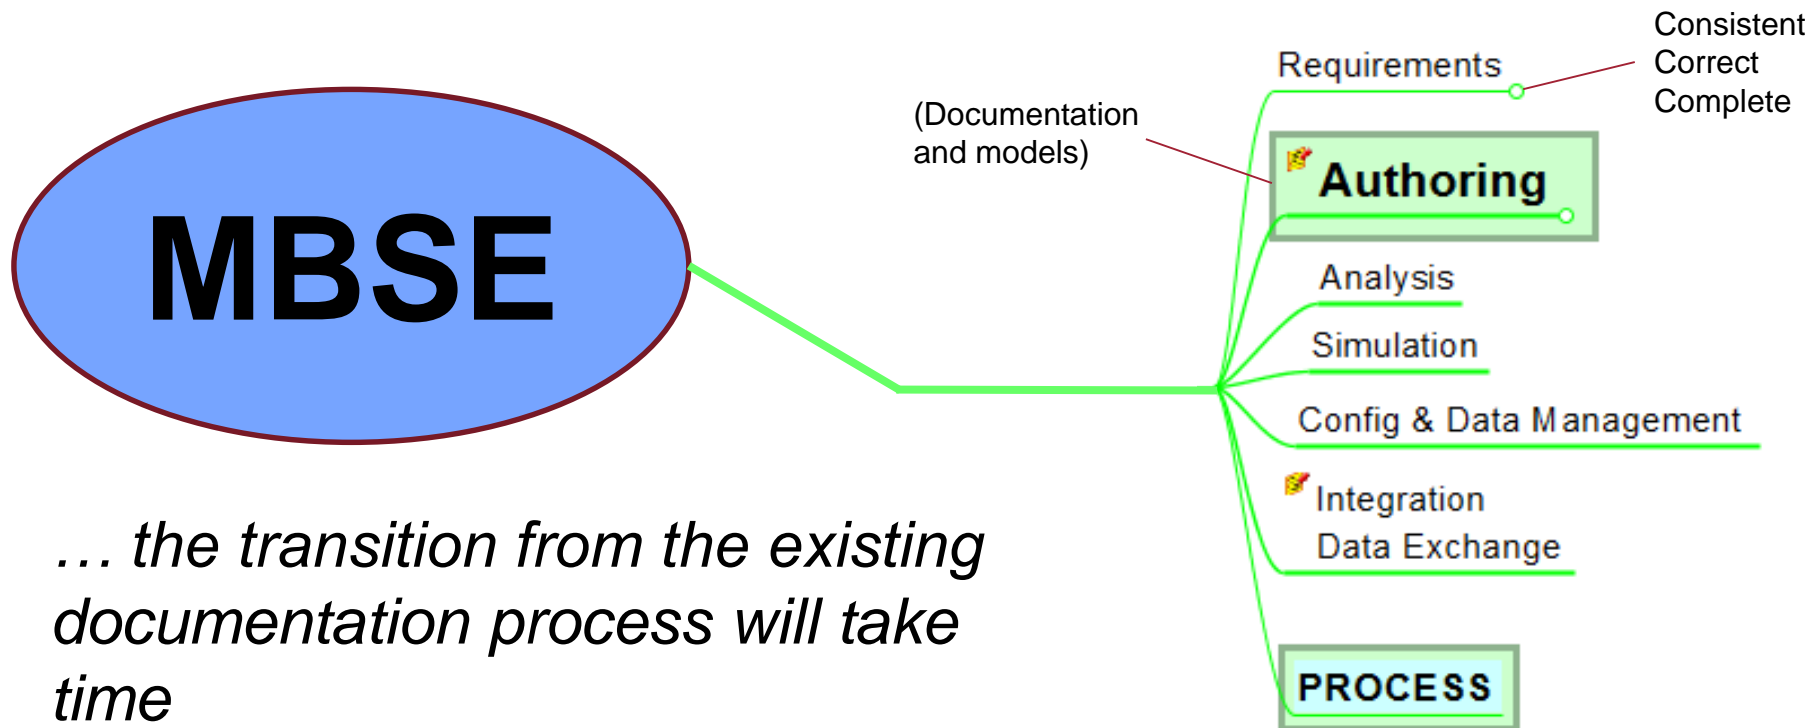 MBSE
… the transition from the existing
documentation process will take
time
(Documentation
and models)
Requirements
Consistent
Correct
Complete
Authoring
Analysis
Simulation
Config & Data Management
Integration
Data Exchange
PROCESS